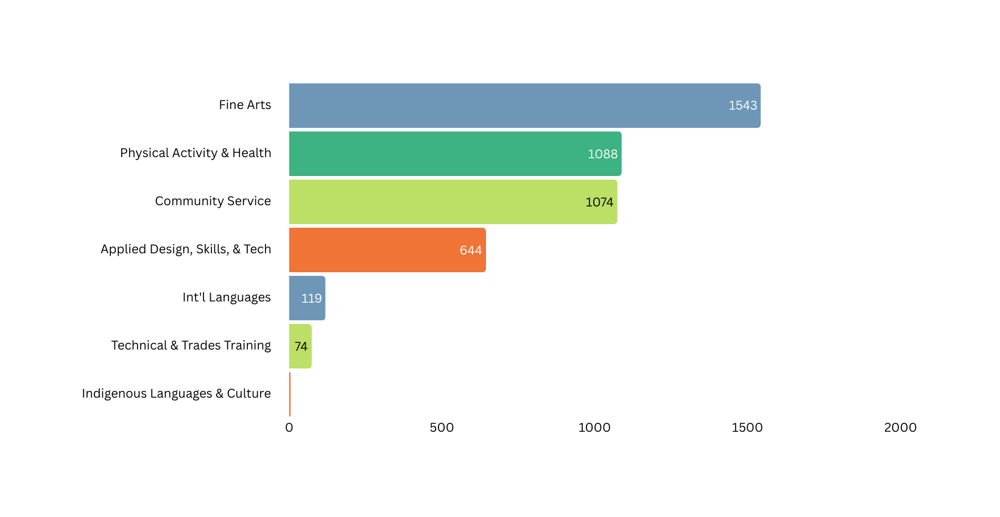 Fine Arts 1543
Physical Activity & Health 1088
Community Service 1074
Applied Design, Skills, & Tech 644
Int'l Languages 119
Technical & Trades Training 74
Indigenous Languages & Culture
0 500 1000 1500 2000